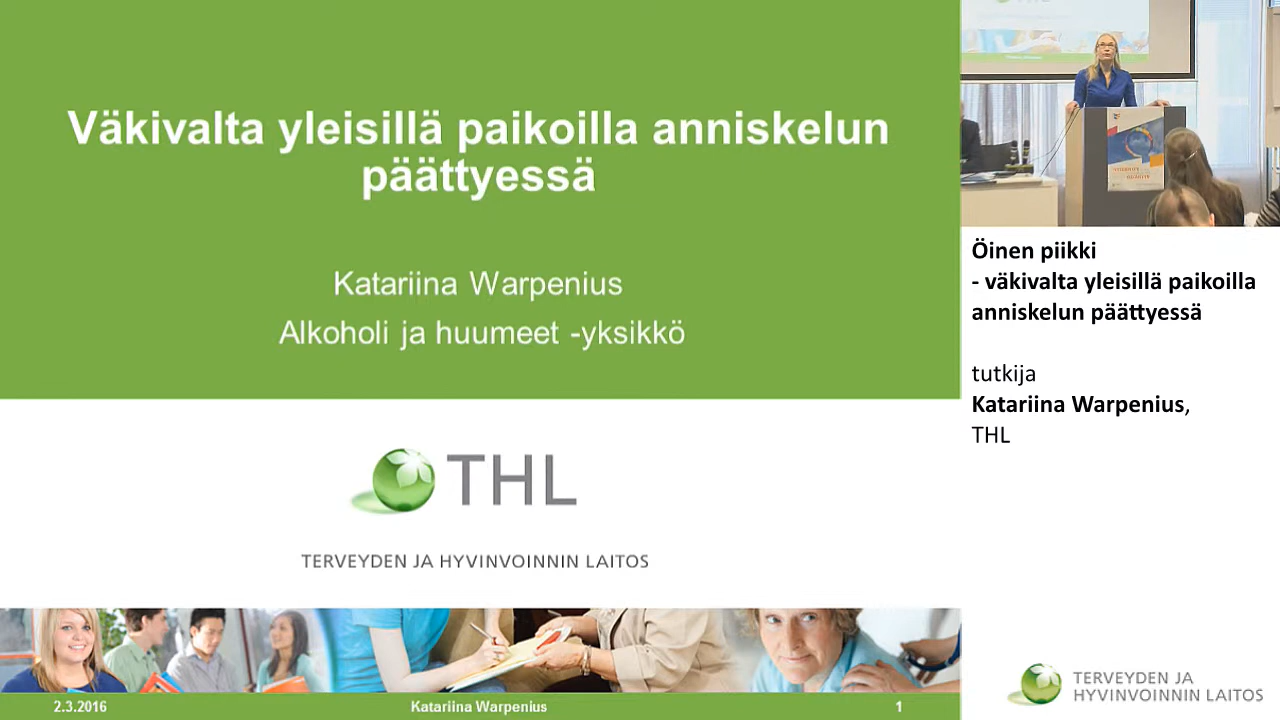 Väkivalta yleisillä paikoilla anniskelun
päättyessä
Katariina Warpenius
Alkoholi ja huumeet -yksikkö
THL
TERVEYDEN JA HYVINVOINNIN LAITOS
2.3.2016
Katariina Warpenius
1
Öinen piikki
- väkivalta yleisillä paikoilla
anniskelun päättyessä
tutkija
Katariina Warpenius,
THL
TERVEYDEN JA
HYVINVOINNIN LAITOS